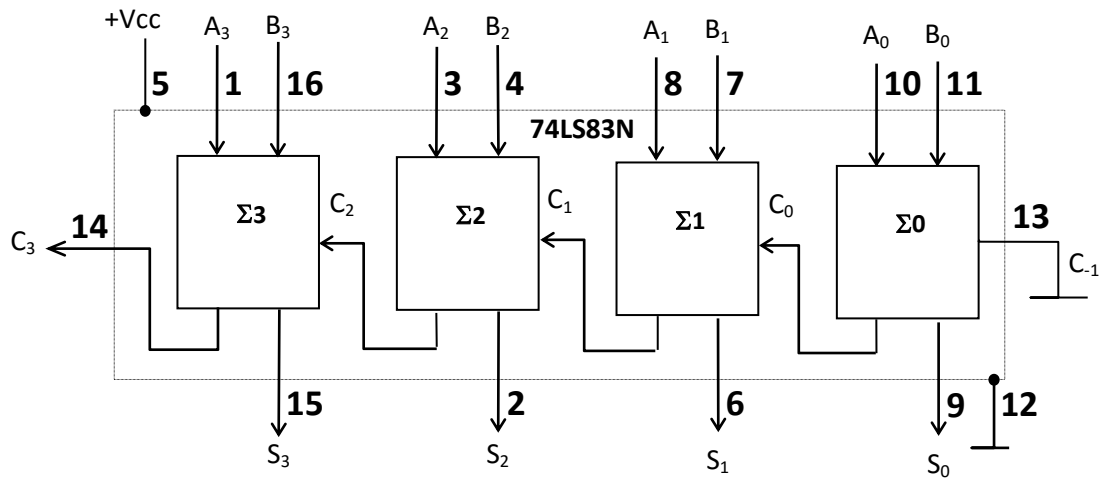 +Vcc A₃ B₃ A₂ B₂ A₁ B₁ A₀ B₀
5 1 16 3 4 8 7 10 11
74LS83N
Σ3 C₂ Σ2 C₁ Σ1 C₀ Σ0 13
C₃ 14 C₋₁
15 2 6 9 12
S₃ S₂ S₁ S₀